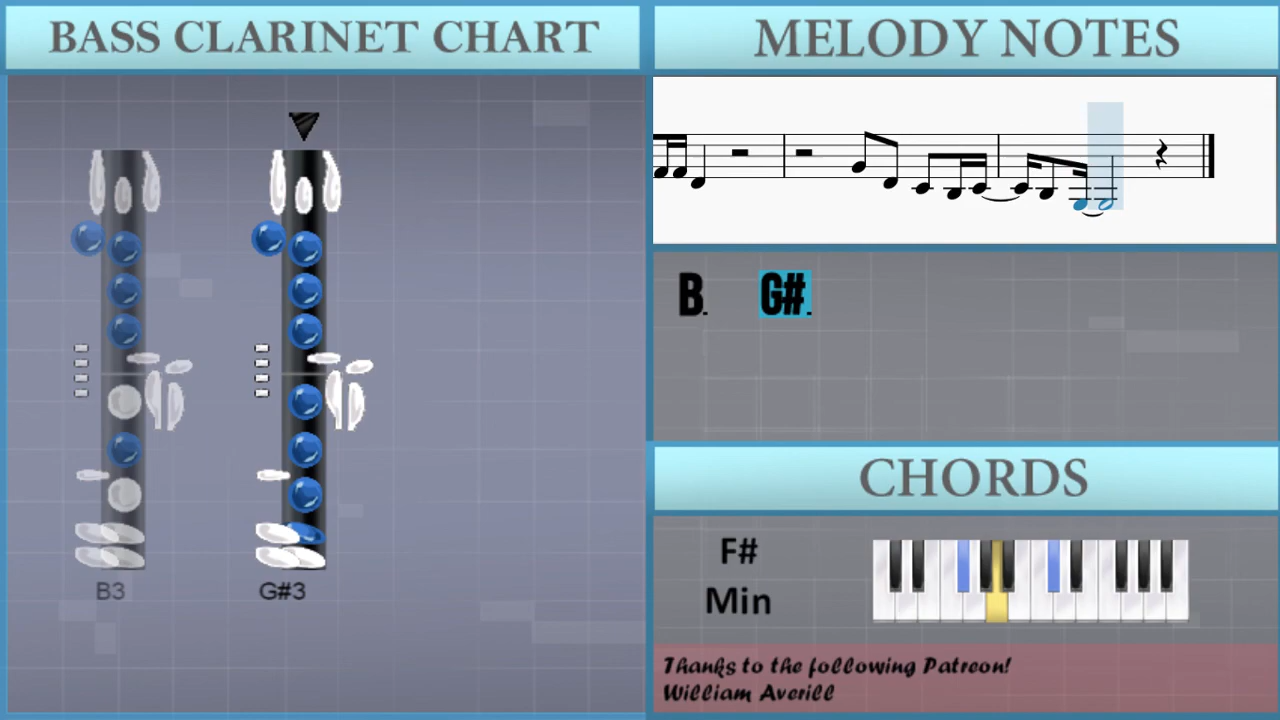 BASS CLARINET CHART
B3
G#3
MELODY NOTES
B. G#.
CHORDS
F#
Min
Thanks to the following Patreon!
William Averill